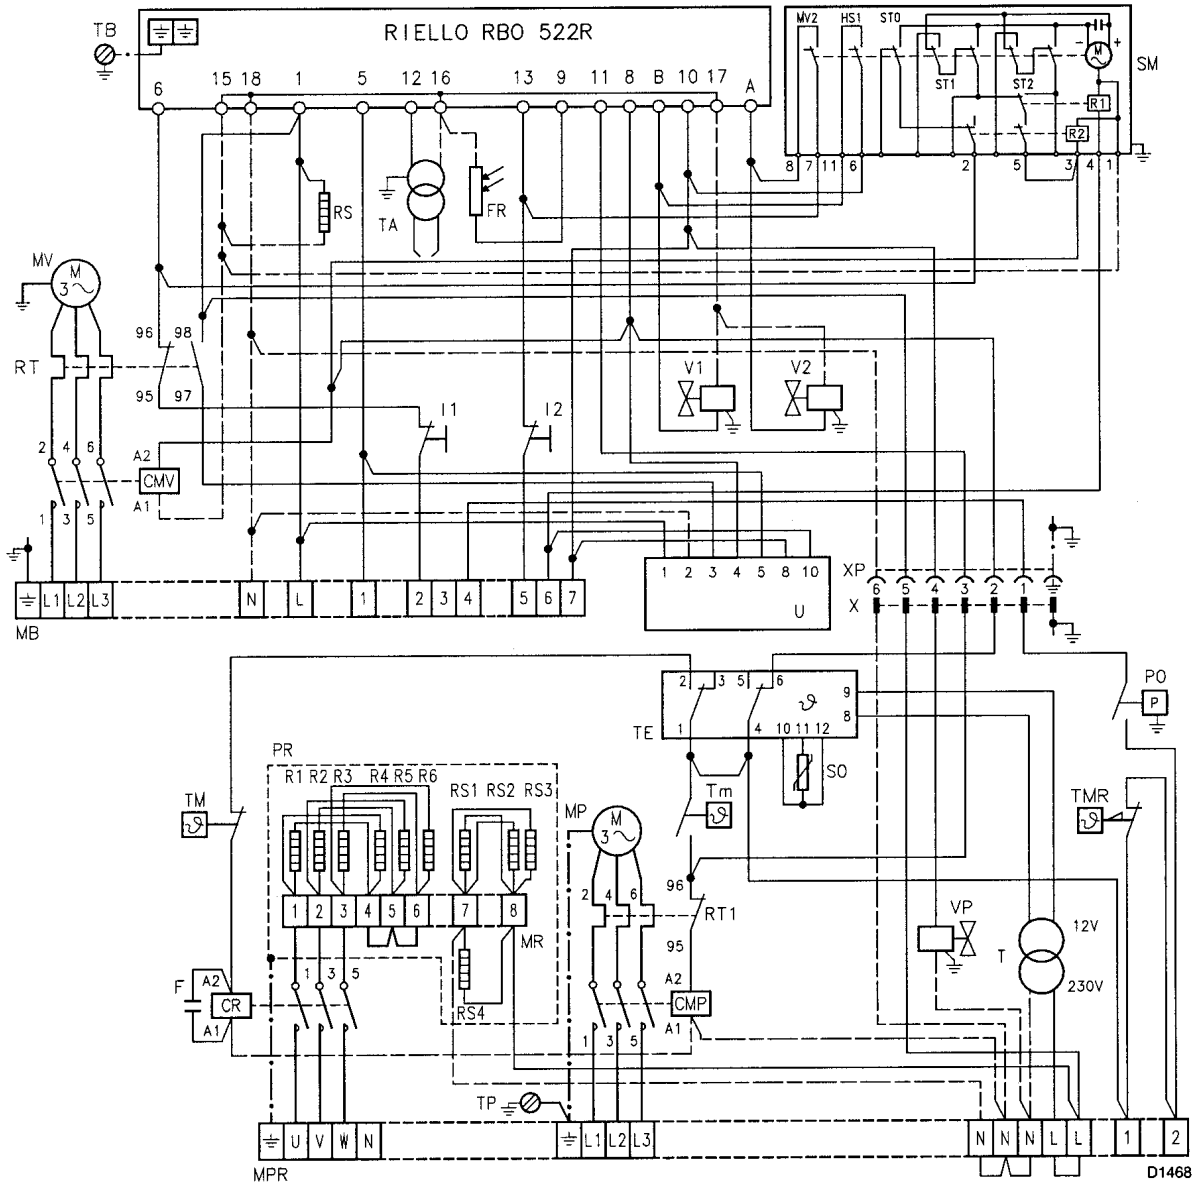 RIELLO RBO 522R
TB
6 15 18 1 5 12 16 13 9 11 8 B 10 17 A
MV2 HS1 ST0
ST1 ST2
- M +
SM
R1
R2
8 7 11 6 2 5 3 4 1
RS
TA
FR
MV
M
3
96 98
RT
95 97
V1 V2
I1 I2
2 4 6
A2
CMV
A1
1 3 5
L1 L2 L3 N L 1 2 3 4 5 6 7
MB
1 2 3 4 5 8 10
U
XP
6 5 4 3 2 1
X
2 3 5 6
ϑ
9
8
1 4 10 11 12
TE
SO
PO
P
PR
R1 R2 R3 R4 R5 R6
RS1 RS2 RS3
TM
ϑ
MP
M
3
Tm
ϑ
TMR
ϑ
2 4 6
96
RT1
95
1 2 3 4 5 6 7 8
MR
VP
12V
T
230V
F
A2
CR
A1
1 3 5
RS4
A2
CMP
A1
1 3 5
TP
U V W N L1 L2 L3 N N N L L 1 2
MPR
D1468